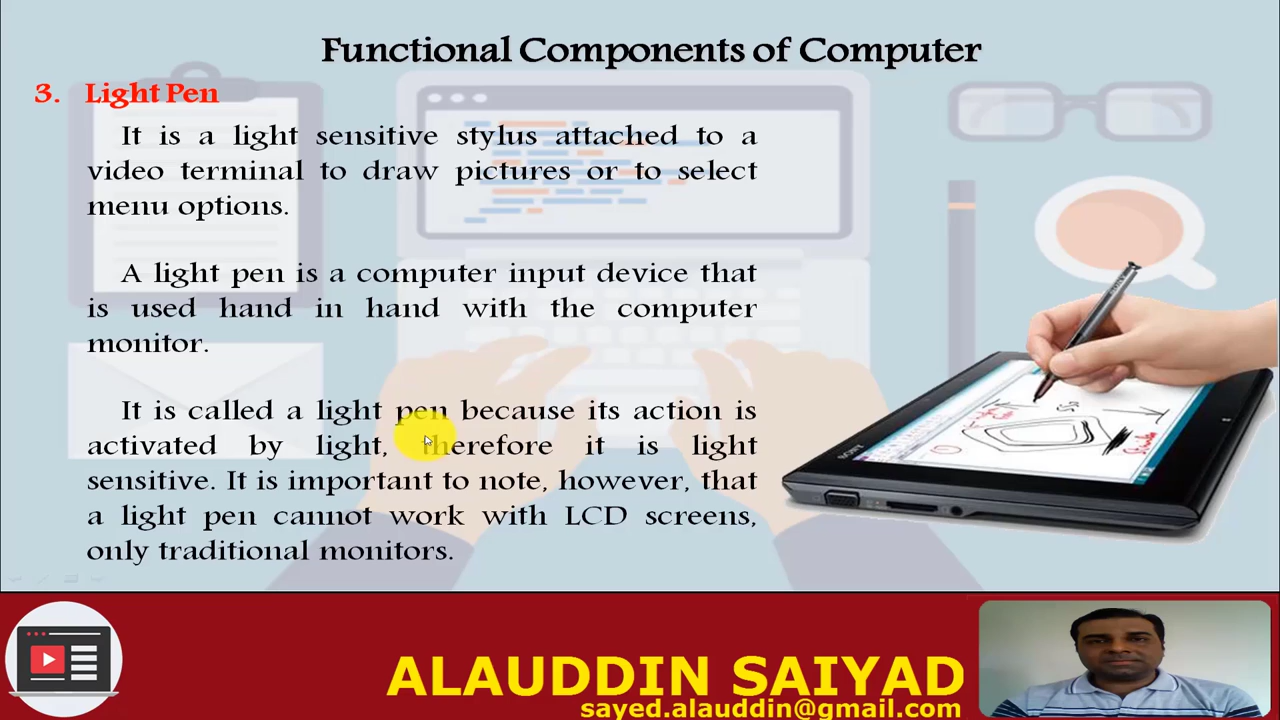 Functional Components of Computer
3. Light Pen
It is a light sensitive stylus attached to a
video terminal to draw pictures or to select
menu options.
A light pen is a computer input device that
is used hand in hand with the computer
monitor.
It is called a light pen because its action is
activated by light, therefore it is light
sensitive. It is important to note, however, that
a light pen cannot work with LCD screens,
only traditional monitors.
SONY
ALAUDDIN SAIYAD
sayed.alauddin@gmail.com